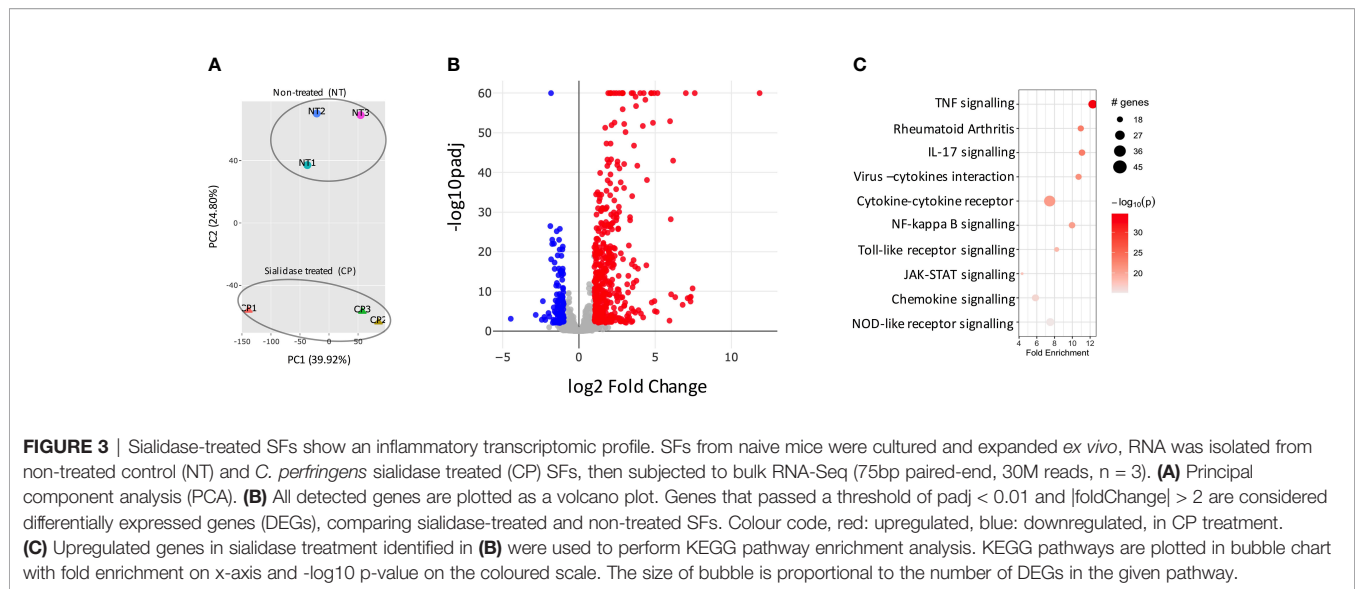 A
Non-treated (NT)
NT2
NT3
NT1
40
0
-40
PC2 (24.80%)
Sialidase treated (CP)
CP1
CP3
CP2
-150
-100
-50
0
50
PC1 (39.92%)
B
60
50
40
30
20
10
0
-log10padj
−5
0
5
10
log2 Fold Change
C
TNF signalling
Rheumatoid Arthritis
IL-17 signalling
Virus –cytokines interaction
Cytokine-cytokine receptor
NF-kappa B signalling
Toll-like receptor signalling
JAK-STAT signalling
Chemokine signalling
NOD-like receptor signalling
4 6 8 10 12
Fold Enrichment
# genes
18
27
36
45
−log10(p)
30
20
FIGURE 3 | Sialidase-treated SFs show an inflammatory transcriptomic profile. SFs from naive mice were cultured and expanded ex vivo, RNA was isolated from
non-treated control (NT) and C. perfringens sialidase treated (CP) SFs, then subjected to bulk RNA-Seq (75bp paired-end, 30M reads, n = 3). (A) Principal
component analysis (PCA). (B) All detected genes are plotted as a volcano plot. Genes that passed a threshold of padj < 0.01 and |foldChange| > 2 are considered
differentially expressed genes (DEGs), comparing sialidase-treated and non-treated SFs. Colour code, red: upregulated, blue: downregulated, in CP treatment.
(C) Upregulated genes in sialidase treatment identified in (B) were used to perform KEGG pathway enrichment analysis. KEGG pathways are plotted in bubble chart
with fold enrichment on x-axis and -log10 p-value on the coloured scale. The size of bubble is proportional to the number of DEGs in the given pathway.